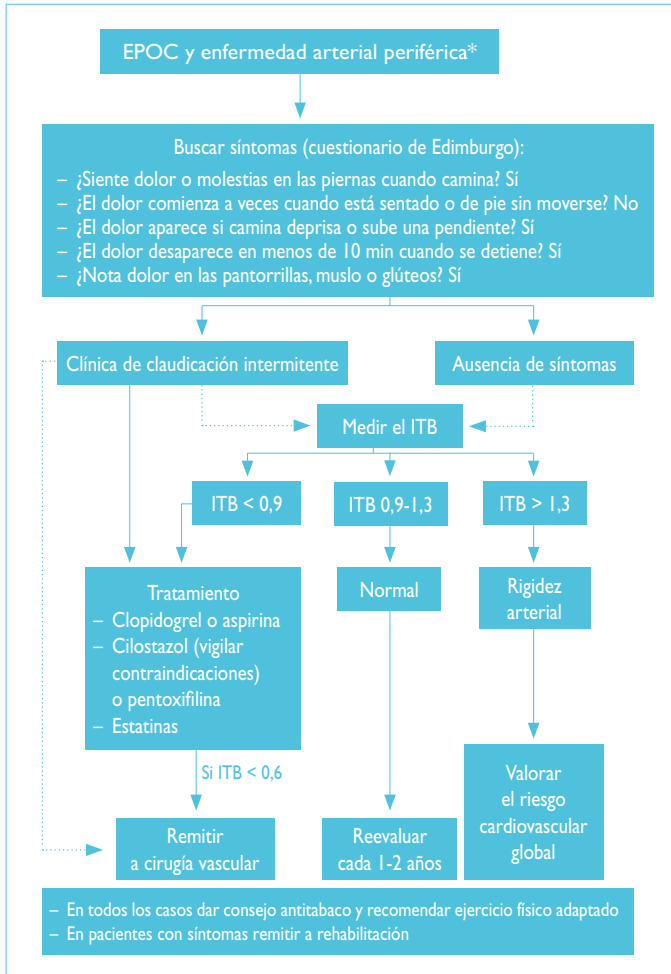 EPOC y enfermedad arterial periférica*
Buscar síntomas (cuestionario de Edimburgo):
– ¿Siente dolor o molestias en las piernas cuando camina? Sí
– ¿El dolor comienza a veces cuando está sentado o de pie sin moverse? No
– ¿El dolor aparece si camina deprisa o sube una pendiente? Sí
– ¿El dolor desaparece en menos de 10 min cuando se detiene? Sí
– ¿Nota dolor en las pantorrillas, muslo o glúteos? Sí
Clínica de claudicación intermitente
Ausencia de síntomas
Medir el ITB
ITB < 0,9
ITB 0,9-1,3
ITB > 1,3
Tratamiento
– Clopidogrel o aspirina
– Cilostazol (vigilar
contraindicaciones)
o pentoxifilina
– Estatinas
Normal
Rigidez
arterial
Si ITB < 0,6
Remitir
a cirugía vascular
Reevaluar
cada 1-2 años
Valorar
el riesgo
cardiovascular
global
– En todos los casos dar consejo antitabaco y recomendar ejercicio físico adaptado
– En pacientes con síntomas remitir a rehabilitación